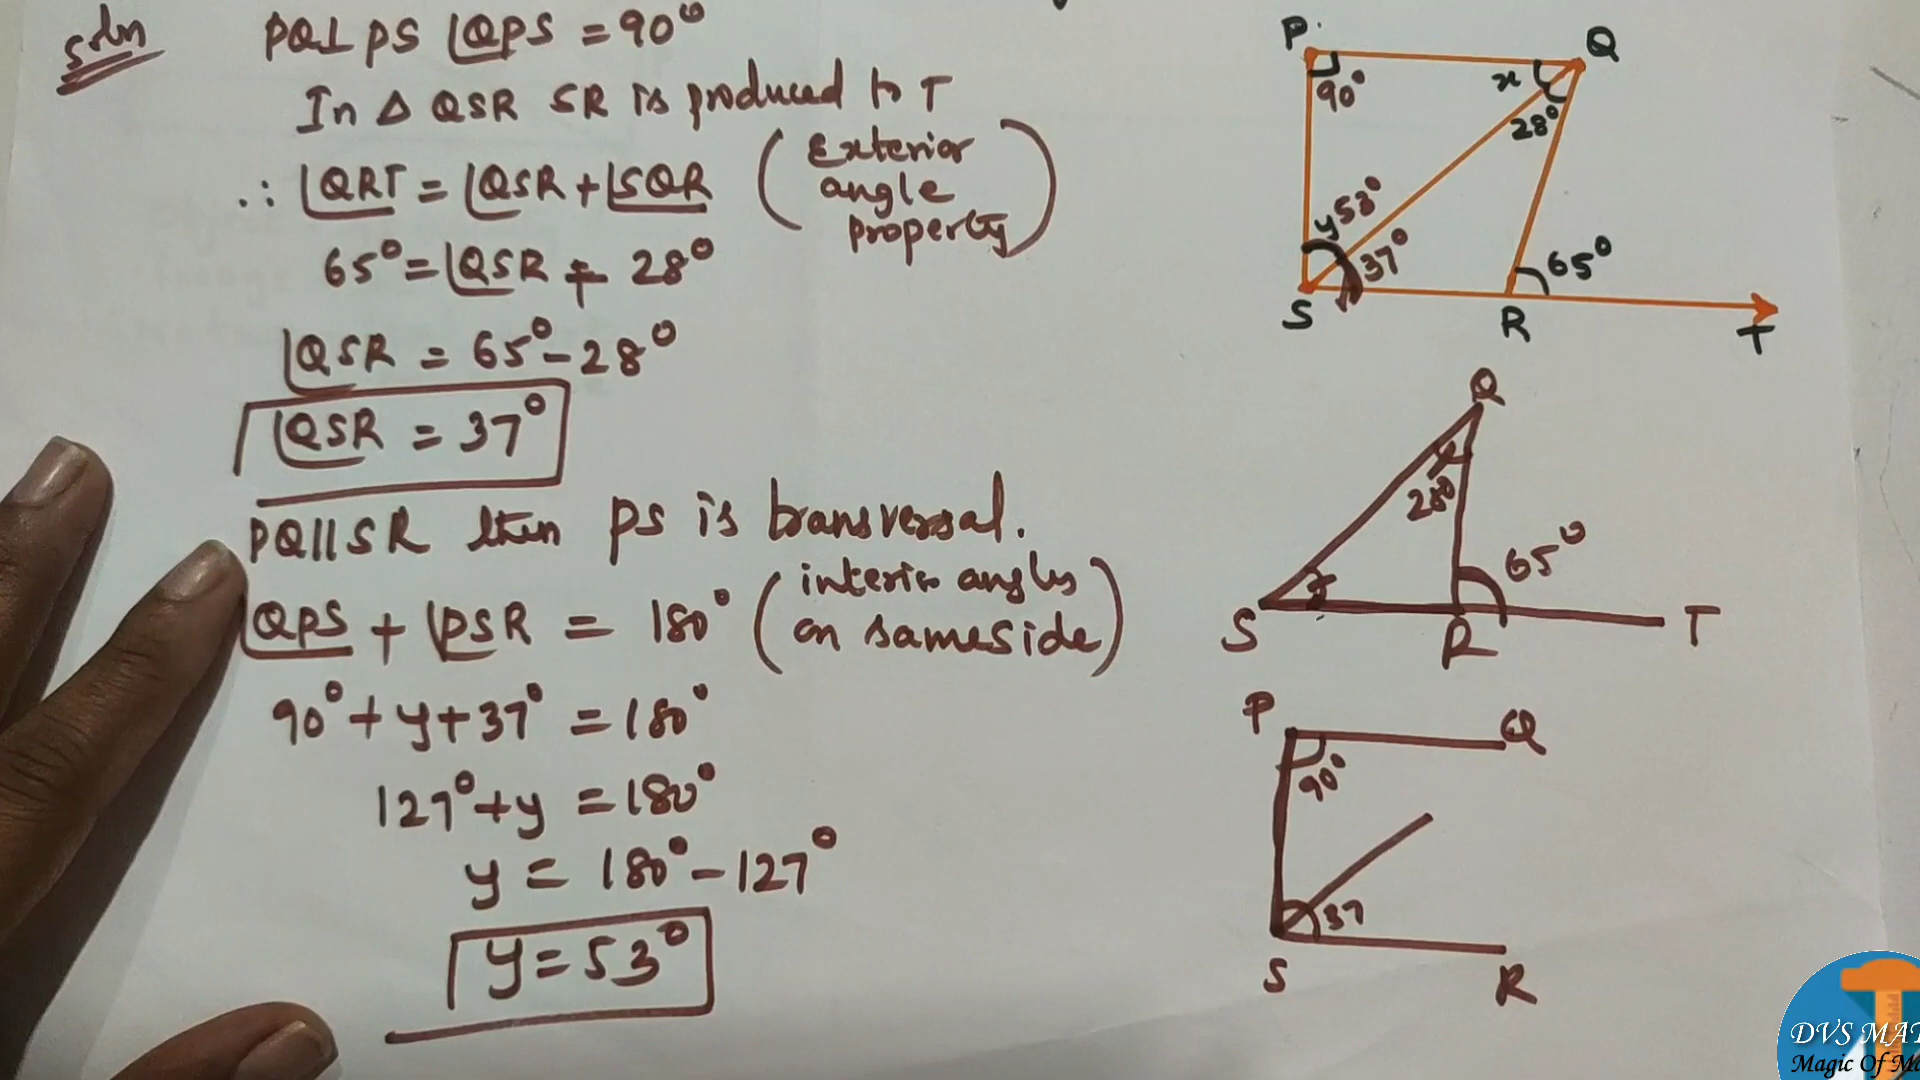 Soln
PQ⊥PS ∠QPS = 90°
In Δ QSR SR is produced to T
∴ ∠QRT = ∠QSR + ∠SQR (Exterior angle property)
65° = ∠QSR + 28°
∠QSR = 65° - 28°
∠QSR = 37°
PQ||SR then PS is transversal.
∠QPS + ∠PSR = 180° (interior angles on same side)
90° + y + 37° = 180°
127° + y = 180°
y = 180° - 127°
y = 53°
P Q
90° x
28°
y 53°
37° 65°
S R T
Q
28°
65°
S R T
P Q
90°
37
S R
DVS MAT
Magic Of Ma